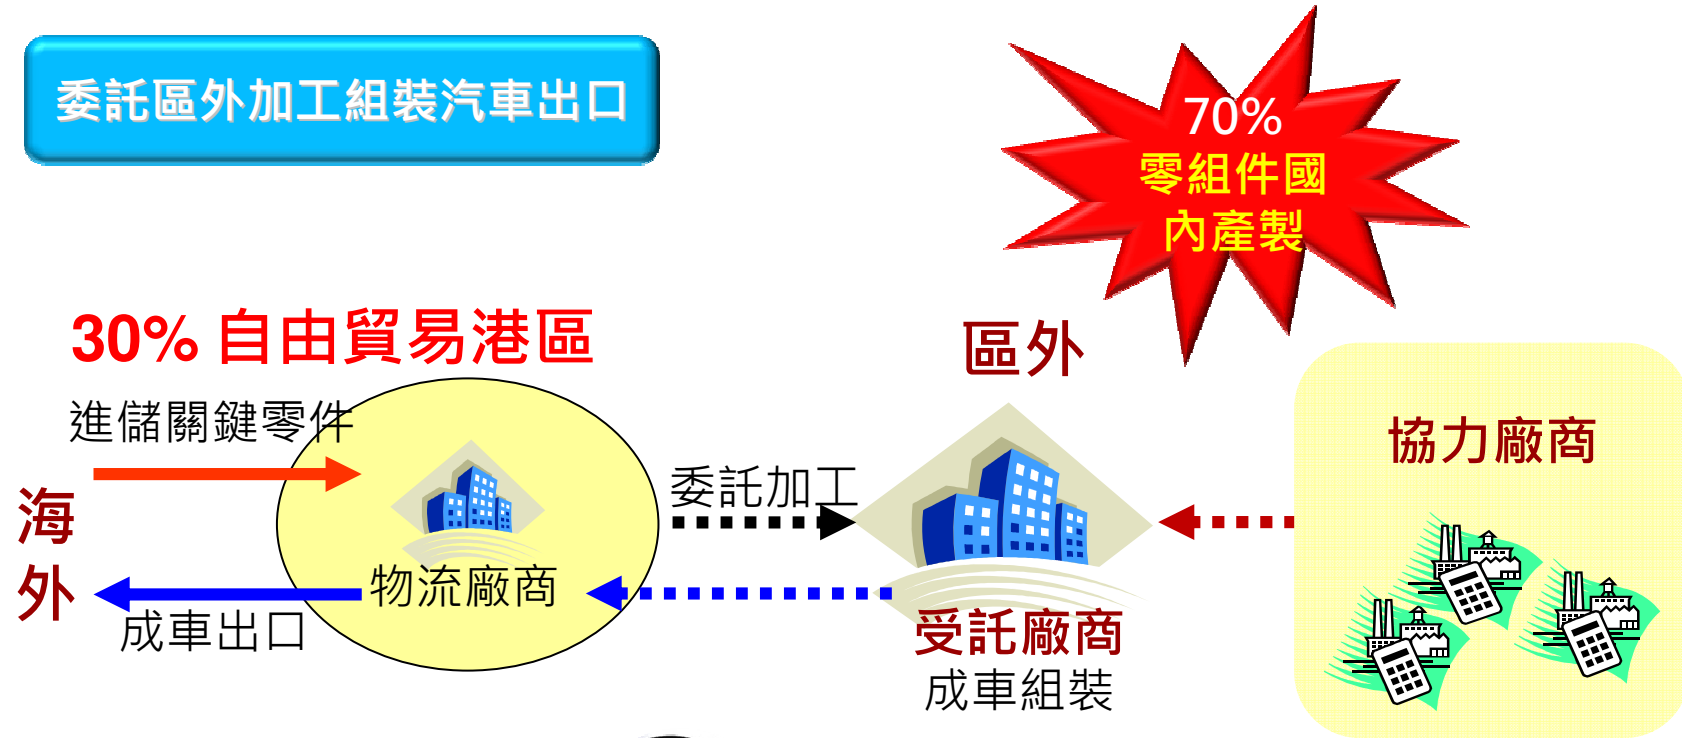 委託區外加工組裝汽車出口
70%
零組件國
內產製
30% 自由貿易港區
區外
進儲關鍵零件
協力廠商
委託加工
海
外
物流廠商
成車出口
受託廠商
成車組裝